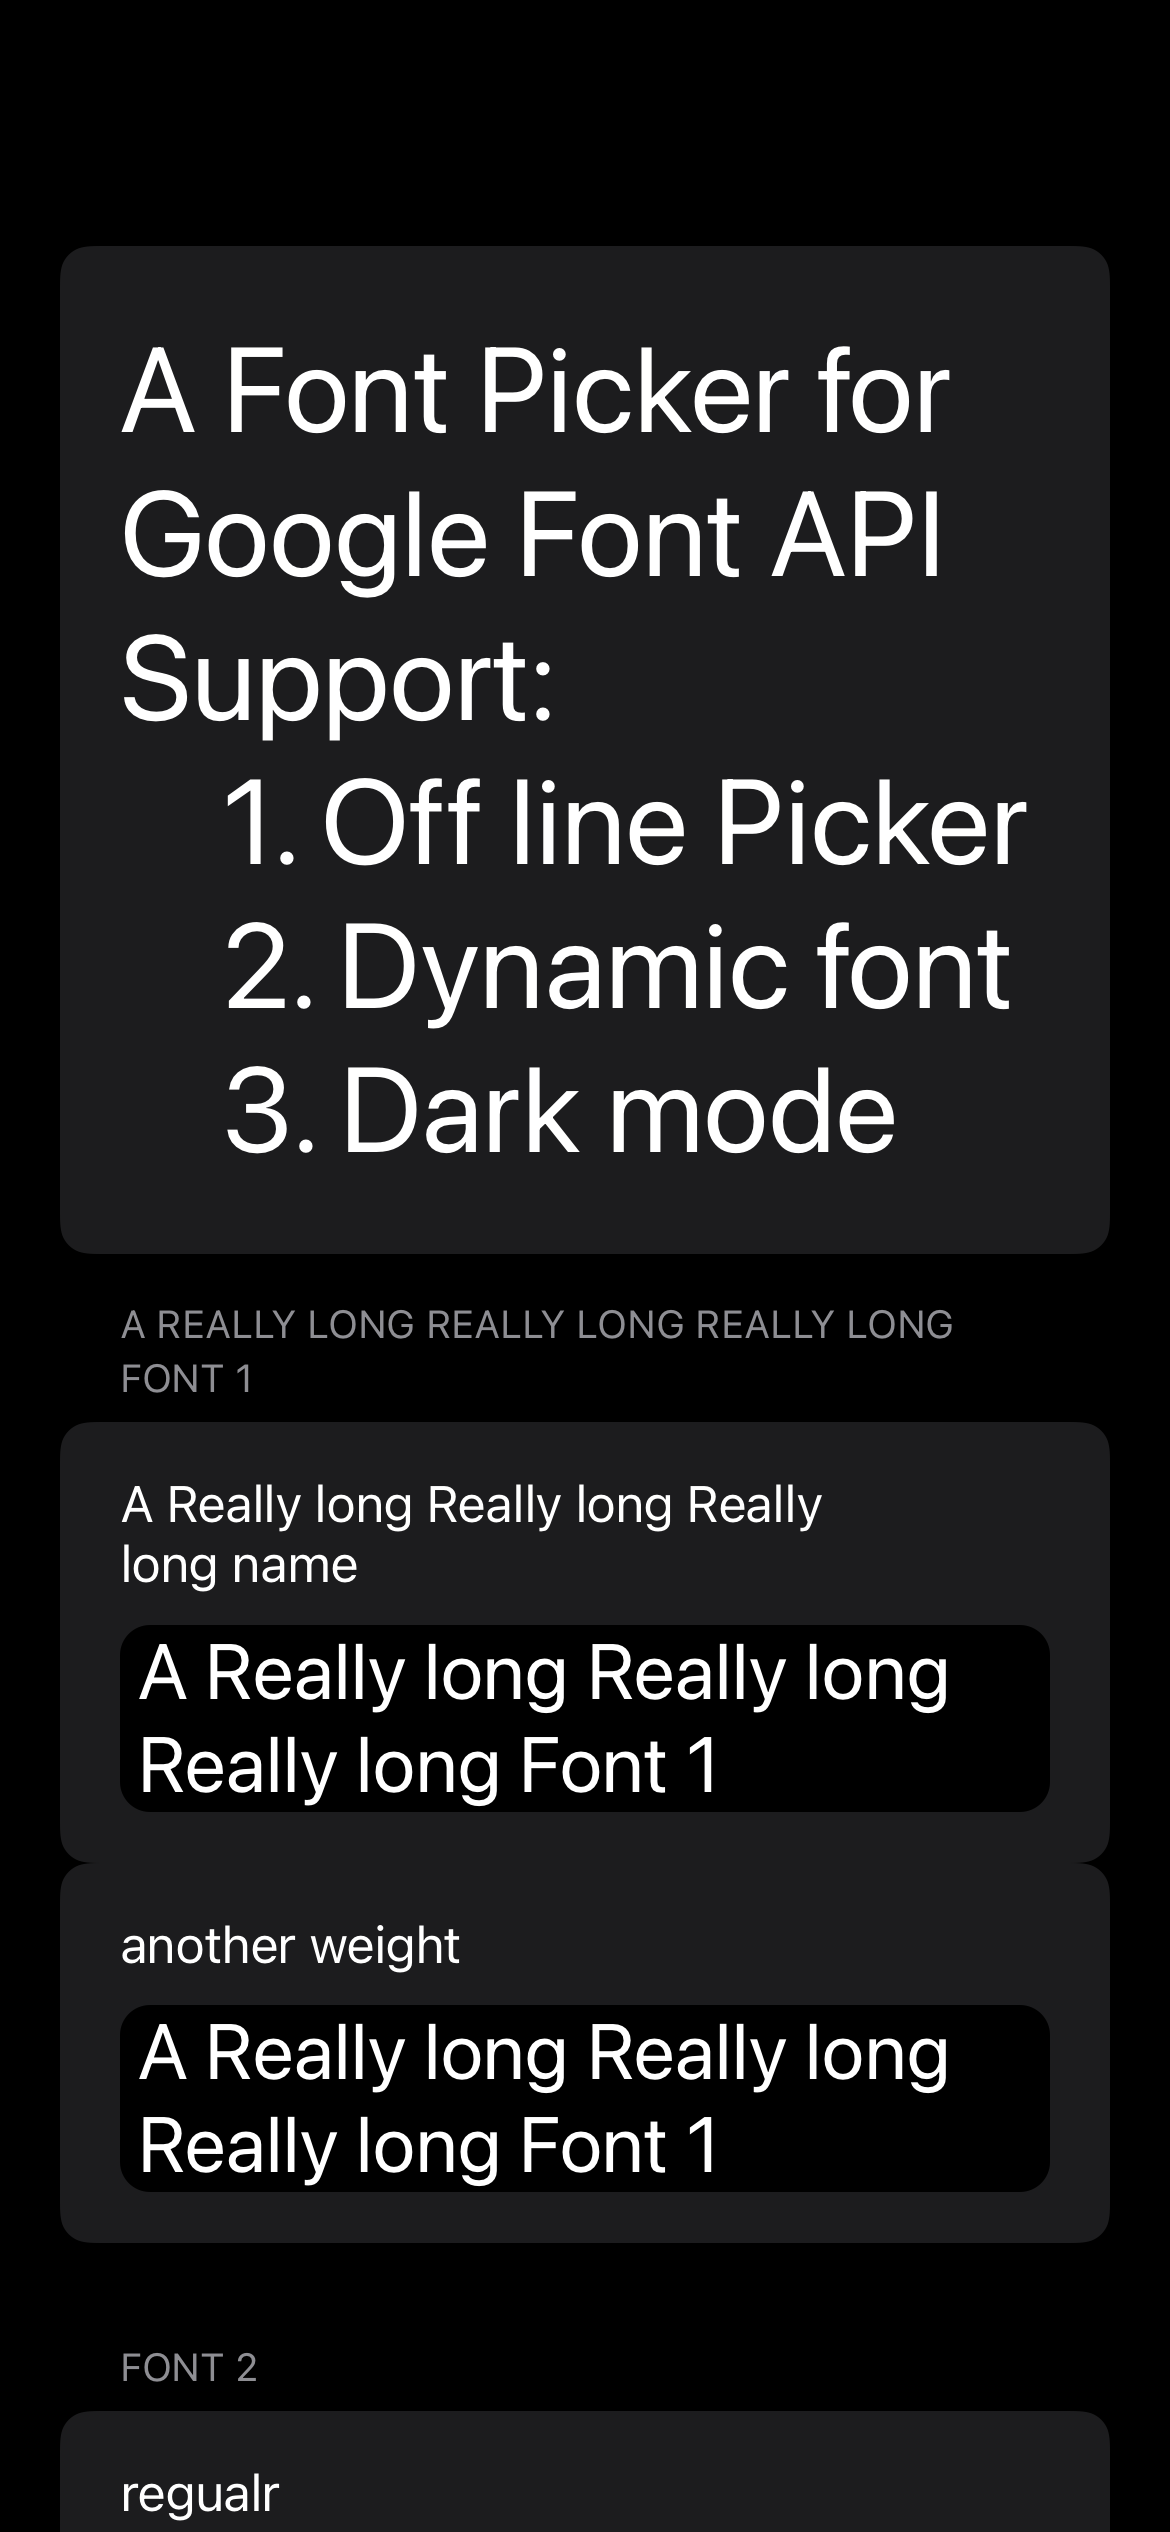 A Font Picker for
Google Font API
Support:
1. Off line Picker
2. Dynamic font
3. Dark mode
A REALLY LONG REALLY LONG REALLY LONG
FONT 1
A Really long Really long Really
long name
A Really long Really long
Really long Font 1
another weight
A Really long Really long
Really long Font 1
FONT 2
regualr